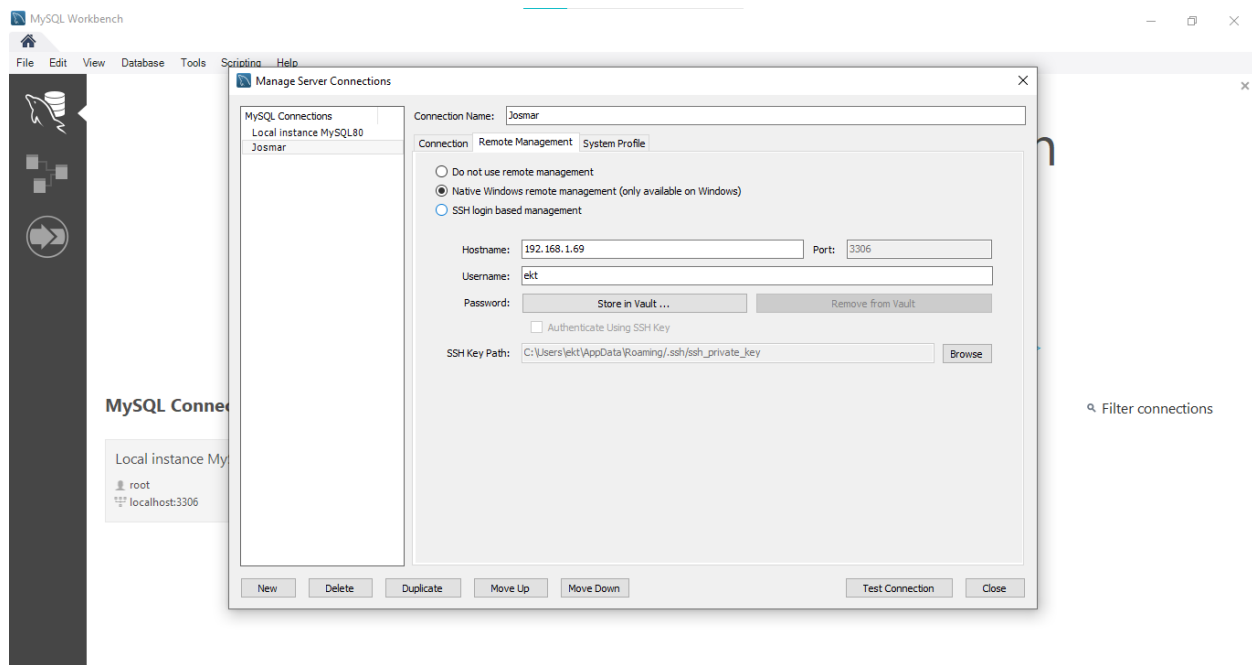 MySQL Workbench
File Edit View Database Tools Scripting Help
Manage Server Connections
MySQL Connections
Local instance MySQL80
Josmar
Connection Name: Josmar
Connection Remote Management System Profile
Do not use remote management
Native Windows remote management (only available on Windows)
SSH login based management
Hostname: 192.168.1.69 Port: 3306
Username: ekt
Password: Store in Vault ... Remove from Vault
Authenticate Using SSH Key
SSH Key Path: C:\Users\ekt\AppData\Roaming/.ssh/ssh_private_key Browse
MySQL Connec
Filter connections
Local instance My
root
localhost:3306
New Delete Duplicate Move Up Move Down Test Connection Close